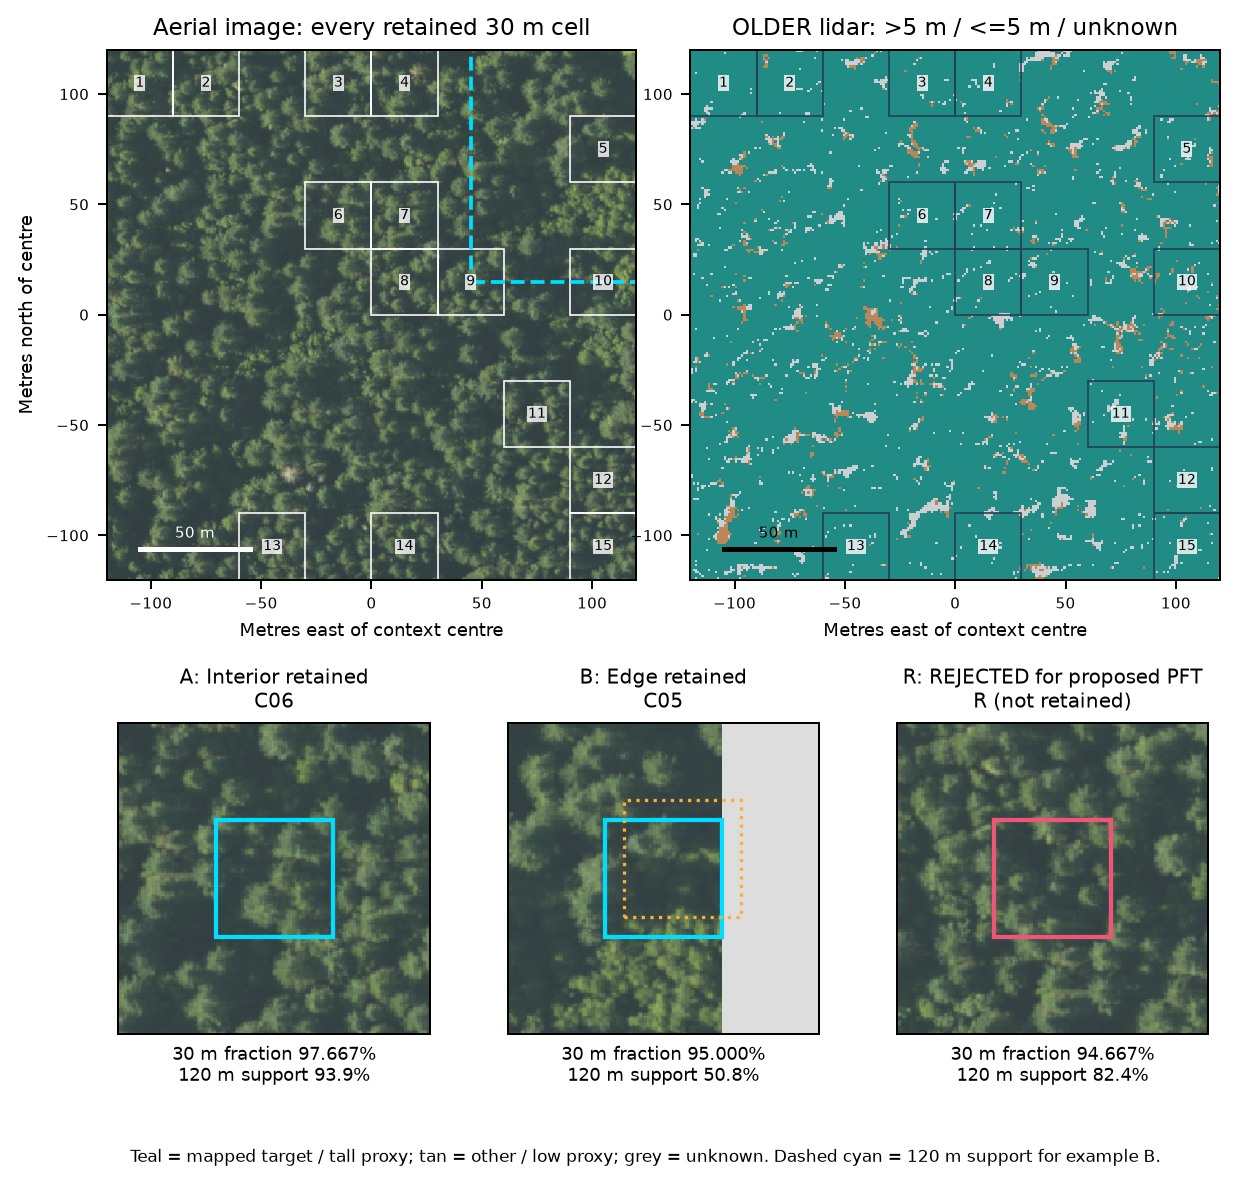 Aerial image: every retained 30 m cell
OLDER lidar: >5 m / <=5 m / unknown
Metres north of centre
100
50
0
−50
−100
1
2
3
4
5
6
7
8
9
10
11
12
13
14
15
50 m
−100
−50
0
50
100
Metres east of context centre
100
50
0
−50
−100
1
2
3
4
5
6
7
8
9
10
11
12
13
14
15
50 m
−100
−50
0
50
100
Metres east of context centre
A: Interior retained
C06
B: Edge retained
C05
R: REJECTED for proposed PFT
R (not retained)
30 m fraction 97.667%
120 m support 93.9%
30 m fraction 95.000%
120 m support 50.8%
30 m fraction 94.667%
120 m support 82.4%
Teal = mapped target / tall proxy; tan = other / low proxy; grey = unknown. Dashed cyan = 120 m support for example B.